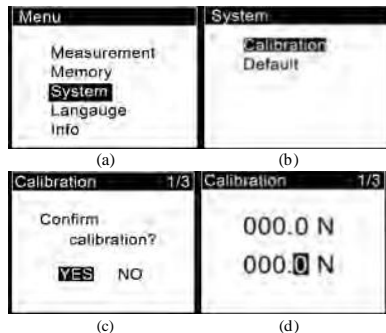 Menu
Measurement
Memory
System
Langauge
Info
(a)
System
Calibration
Default
(b)
Calibration 1/3
Confirm
calibration?
YES NO
(c)
Calibration 1/3
000.0 N
000.0 N
(d)